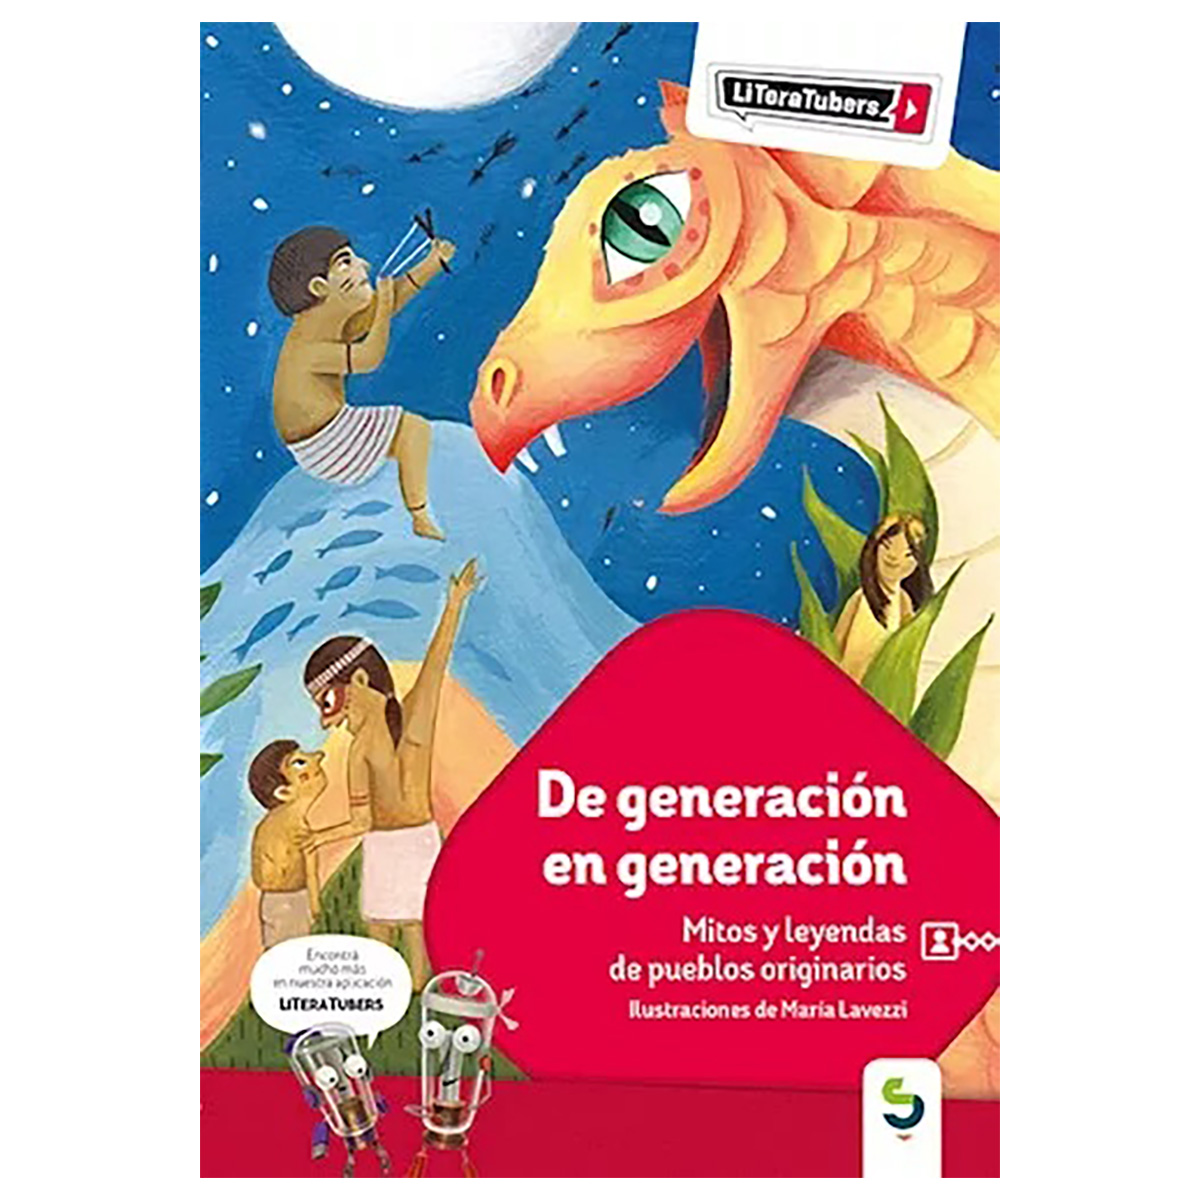 LiTeraTubers
De generación
en generación
Mitos y leyendas
de pueblos originarios
Ilustraciones de María Lavezzi
Encontrá
mucho más
en nuestra aplicación
LITERATUBERS